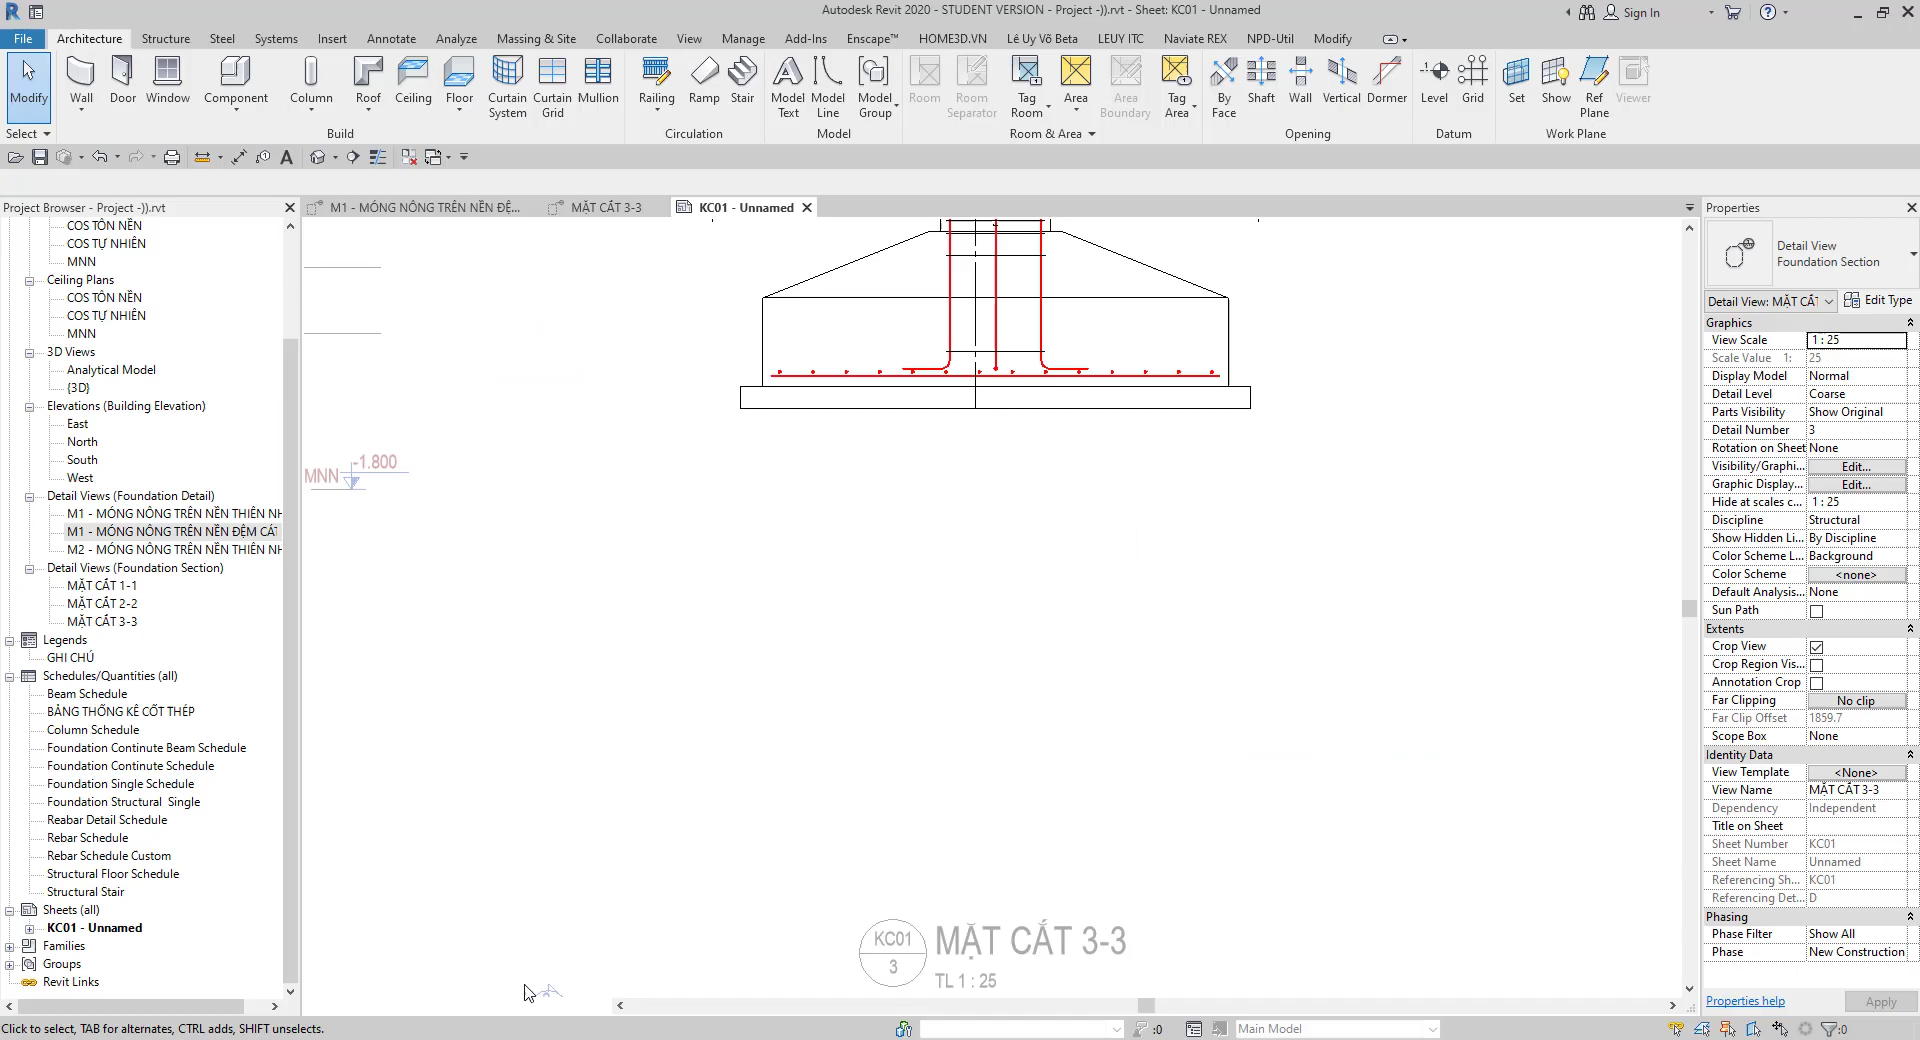 Autodesk Revit 2020 - STUDENT VERSION - Project -)).rvt - Sheet: KC01 - Unnamed
Sign In
File Architecture Structure Steel Systems Insert Annotate Analyze Massing & Site Collaborate View Manage Add-Ins Enscape™ HOME3D.VN Lê Uy Võ Beta LEUY ITC Naviate REX NPD-Util Modify
Modify Wall Door Window Component Column Roof Ceiling Floor Curtain System Curtain Grid Mullion Railing Ramp Stair Model Text Model Line Model Group Room Room Separator Tag Room Area Area Boundary Tag Area By Face Shaft Wall Vertical Dormer Level Grid Set Show Ref Plane Viewer
Select Build Circulation Model Room & Area Opening Datum Work Plane
Project Browser - Project -)).rvt
COS TÔN NỀN
COS TỰ NHIÊN
MNN
Ceiling Plans
COS TÔN NỀN
COS TỰ NHIÊN
MNN
3D Views
Analytical Model
{3D}
Elevations (Building Elevation)
East
North
South
West
Detail Views (Foundation Detail)
M1 - MÓNG NÔNG TRÊN NỀN THIÊN NH
M1 - MÓNG NÔNG TRÊN NỀN ĐỆM CÁT
M2 - MÓNG NÔNG TRÊN NỀN THIÊN NH
Detail Views (Foundation Section)
MẶT CẮT 1-1
MẶT CẮT 2-2
MẶT CẮT 3-3
Legends
GHI CHÚ
Schedules/Quantities (all)
Beam Schedule
BẢNG THỐNG KÊ CỐT THÉP
Column Schedule
Foundation Continute Beam Schedule
Foundation Continute Schedule
Foundation Single Schedule
Foundation Structural Single
Reabar Detail Schedule
Rebar Schedule
Rebar Schedule Custom
Structural Floor Schedule
Structural Stair
Sheets (all)
KC01 - Unnamed
Families
Groups
Revit Links
M1 - MÓNG NÔNG TRÊN NỀN ĐỆ...
MẶT CẮT 3-3
KC01 - Unnamed
-1.800
MNN
KC01
3
MẶT CẮT 3-3
TL 1 : 25
Properties
Detail View
Foundation Section
Detail View: MẶT CẮT
Edit Type
Graphics
View Scale 1 : 25
Scale Value 1: 25
Display Model Normal
Detail Level Coarse
Parts Visibility Show Original
Detail Number 3
Rotation on Sheet None
Visibility/Graphi... Edit...
Graphic Display... Edit...
Hide at scales c... 1 : 25
Discipline Structural
Show Hidden Li... By Discipline
Color Scheme L... Background
Color Scheme <none>
Default Analysis... None
Sun Path
Extents
Crop View
Crop Region Vis...
Annotation Crop
Far Clipping No clip
Far Clip Offset 1859.7
Scope Box None
Identity Data
View Template <None>
View Name MẶT CẮT 3-3
Dependency Independent
Title on Sheet
Sheet Number KC01
Sheet Name Unnamed
Referencing Sh... KC01
Referencing Det... D
Phasing
Phase Filter Show All
Phase New Construction
Properties help
Apply
Click to select, TAB for alternates, CTRL adds, SHIFT unselects.
:0
Main Model
:0